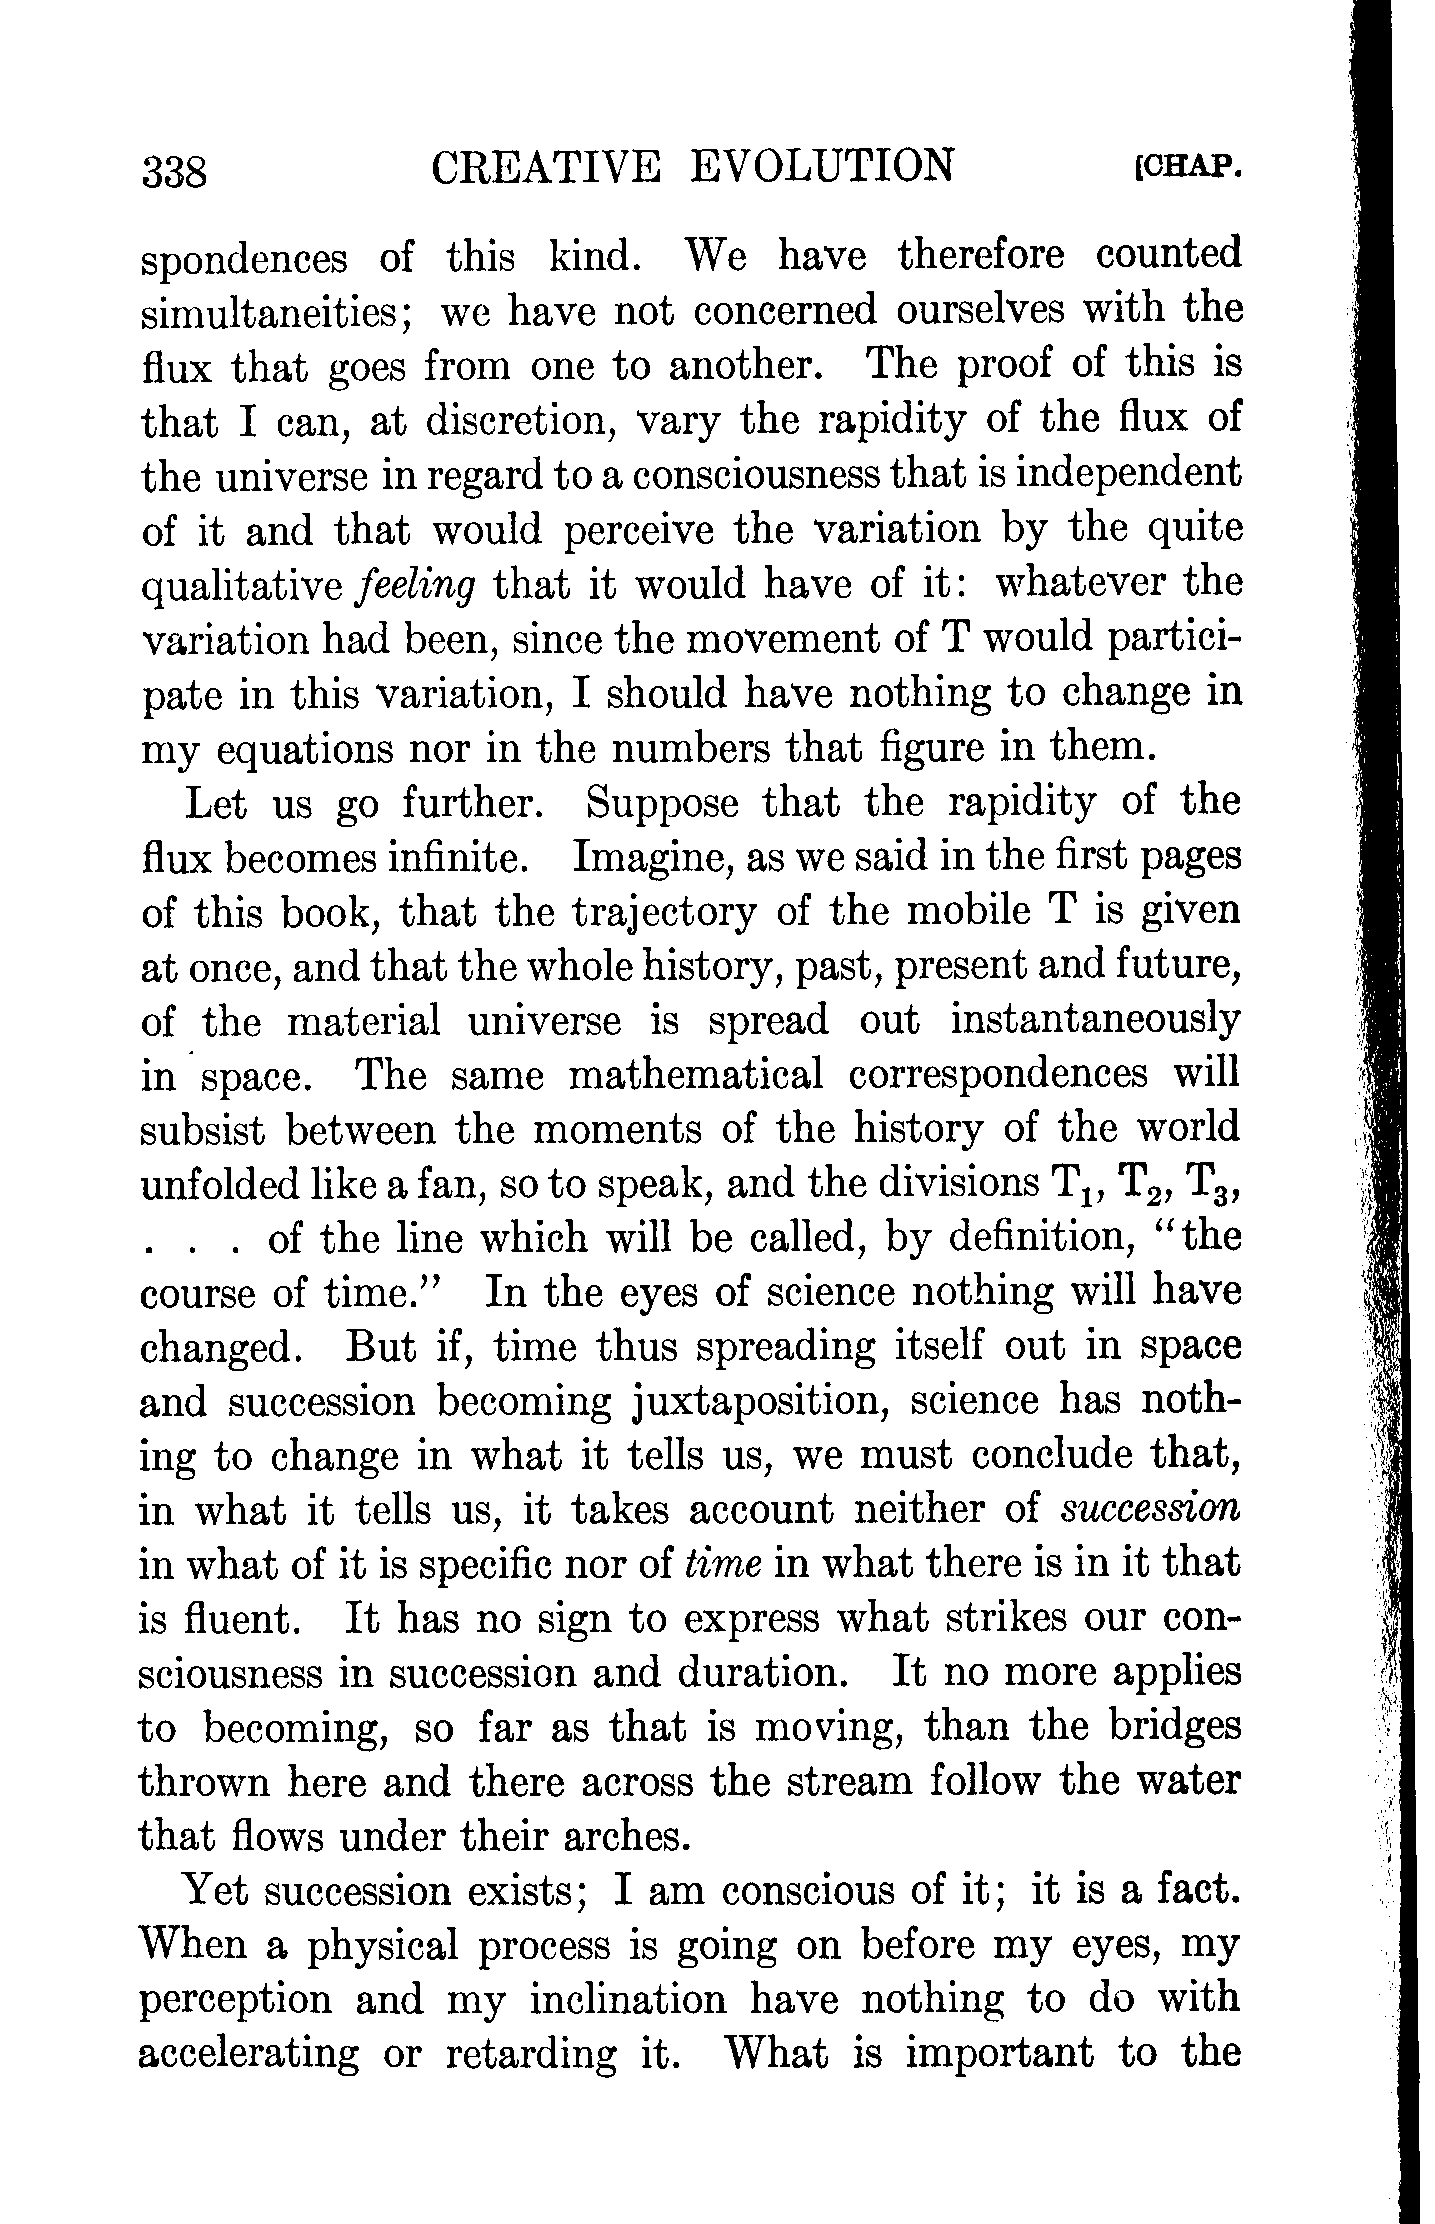 338 CREATIVE EVOLUTION [CHAP.
spondences of this kind. We have therefore counted
simultaneities; we have not concerned ourselves with the
flux that goes from one to another. The proof of this is
that I can, at discretion, vary the rapidity of the flux of
the universe in regard to a consciousness that is independent
of it and that would perceive the variation by the quite
qualitative feeling that it would have of it: whatever the
variation had been, since the movement of T would partici-
pate in this variation, I should have nothing to change in
my equations nor in the numbers that figure in them.
Let us go further. Suppose that the rapidity of the
flux becomes infinite. Imagine, as we said in the first pages
of this book, that the trajectory of the mobile T is given
at once, and that the whole history, past, present and future,
of the material universe is spread out instantaneously
in space. The same mathematical correspondences will
subsist between the moments of the history of the world
unfolded like a fan, so to speak, and the divisions T₁, T₂, T₃,
. . . of the line which will be called, by definition, "the
course of time." In the eyes of science nothing will have
changed. But if, time thus spreading itself out in space
and succession becoming juxtaposition, science has noth-
ing to change in what it tells us, we must conclude that,
in what it tells us, it takes account neither of succession
in what of it is specific nor of time in what there is in it that
is fluent. It has no sign to express what strikes our con-
sciousness in succession and duration. It no more applies
to becoming, so far as that is moving, than the bridges
thrown here and there across the stream follow the water
that flows under their arches.
Yet succession exists; I am conscious of it; it is a fact.
When a physical process is going on before my eyes, my
perception and my inclination have nothing to do with
accelerating or retarding it. What is important to the